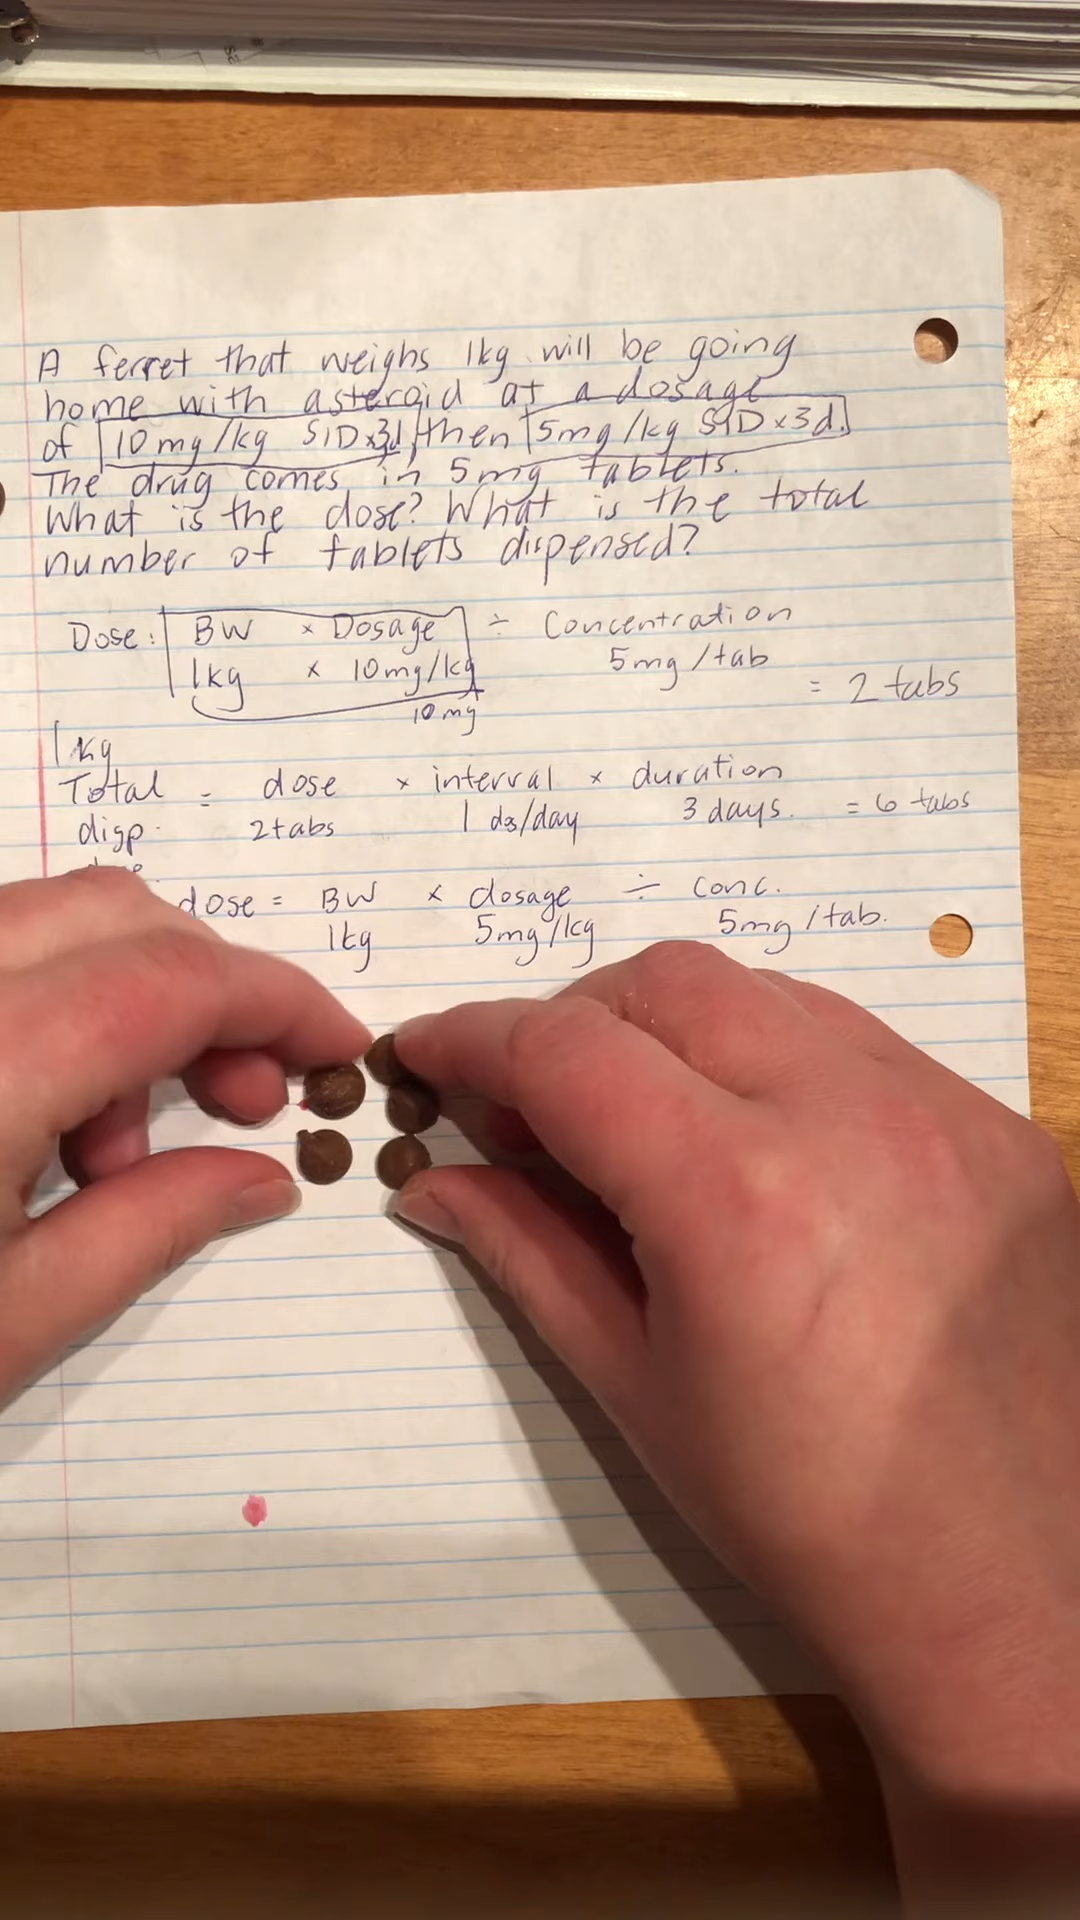 A ferret that weighs 1kg will be going
home with asteroid at a dosage
of 10mg/kg SID x3d, then 5mg/kg SID x3d.
The drug comes in 5mg tablets.
What is the dose? What is the total
number of tablets dispensed?
Dose: BW x Dosage ÷ Concentration
1kg x 10mg/kg 5mg/tab
= 2 tabs
10mg
1kg
Total = dose x interval x duration
disp. 2tabs 1 ds/day 3 days. = 6 tabs
dose = BW x dosage ÷ conc.
1kg 5mg/kg 5mg/tab.